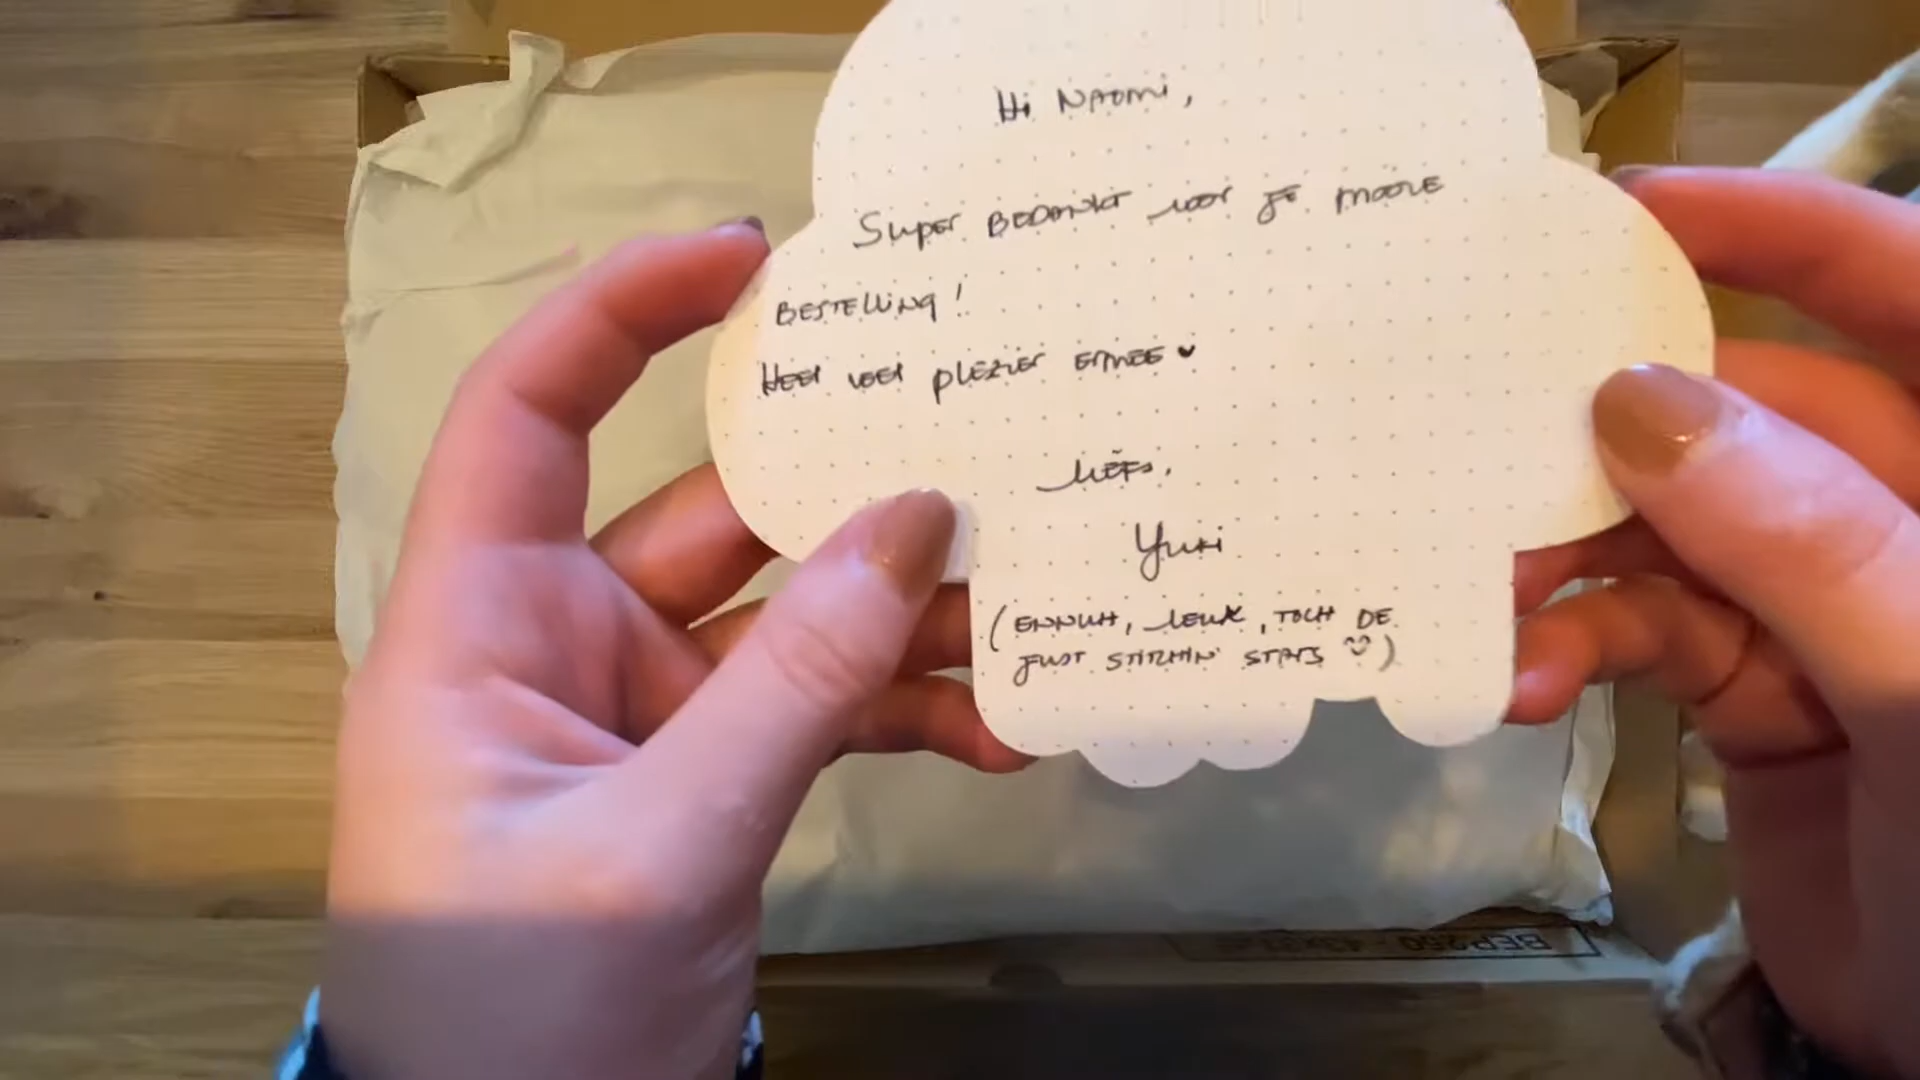 Hi Naomi,
Super bedankt voor je mooie
bestelling!
Heel veel plezier ermee ♥
Liefs,
Yuki
(Ennuh, leuk, toch de
Just Stitchin' stars